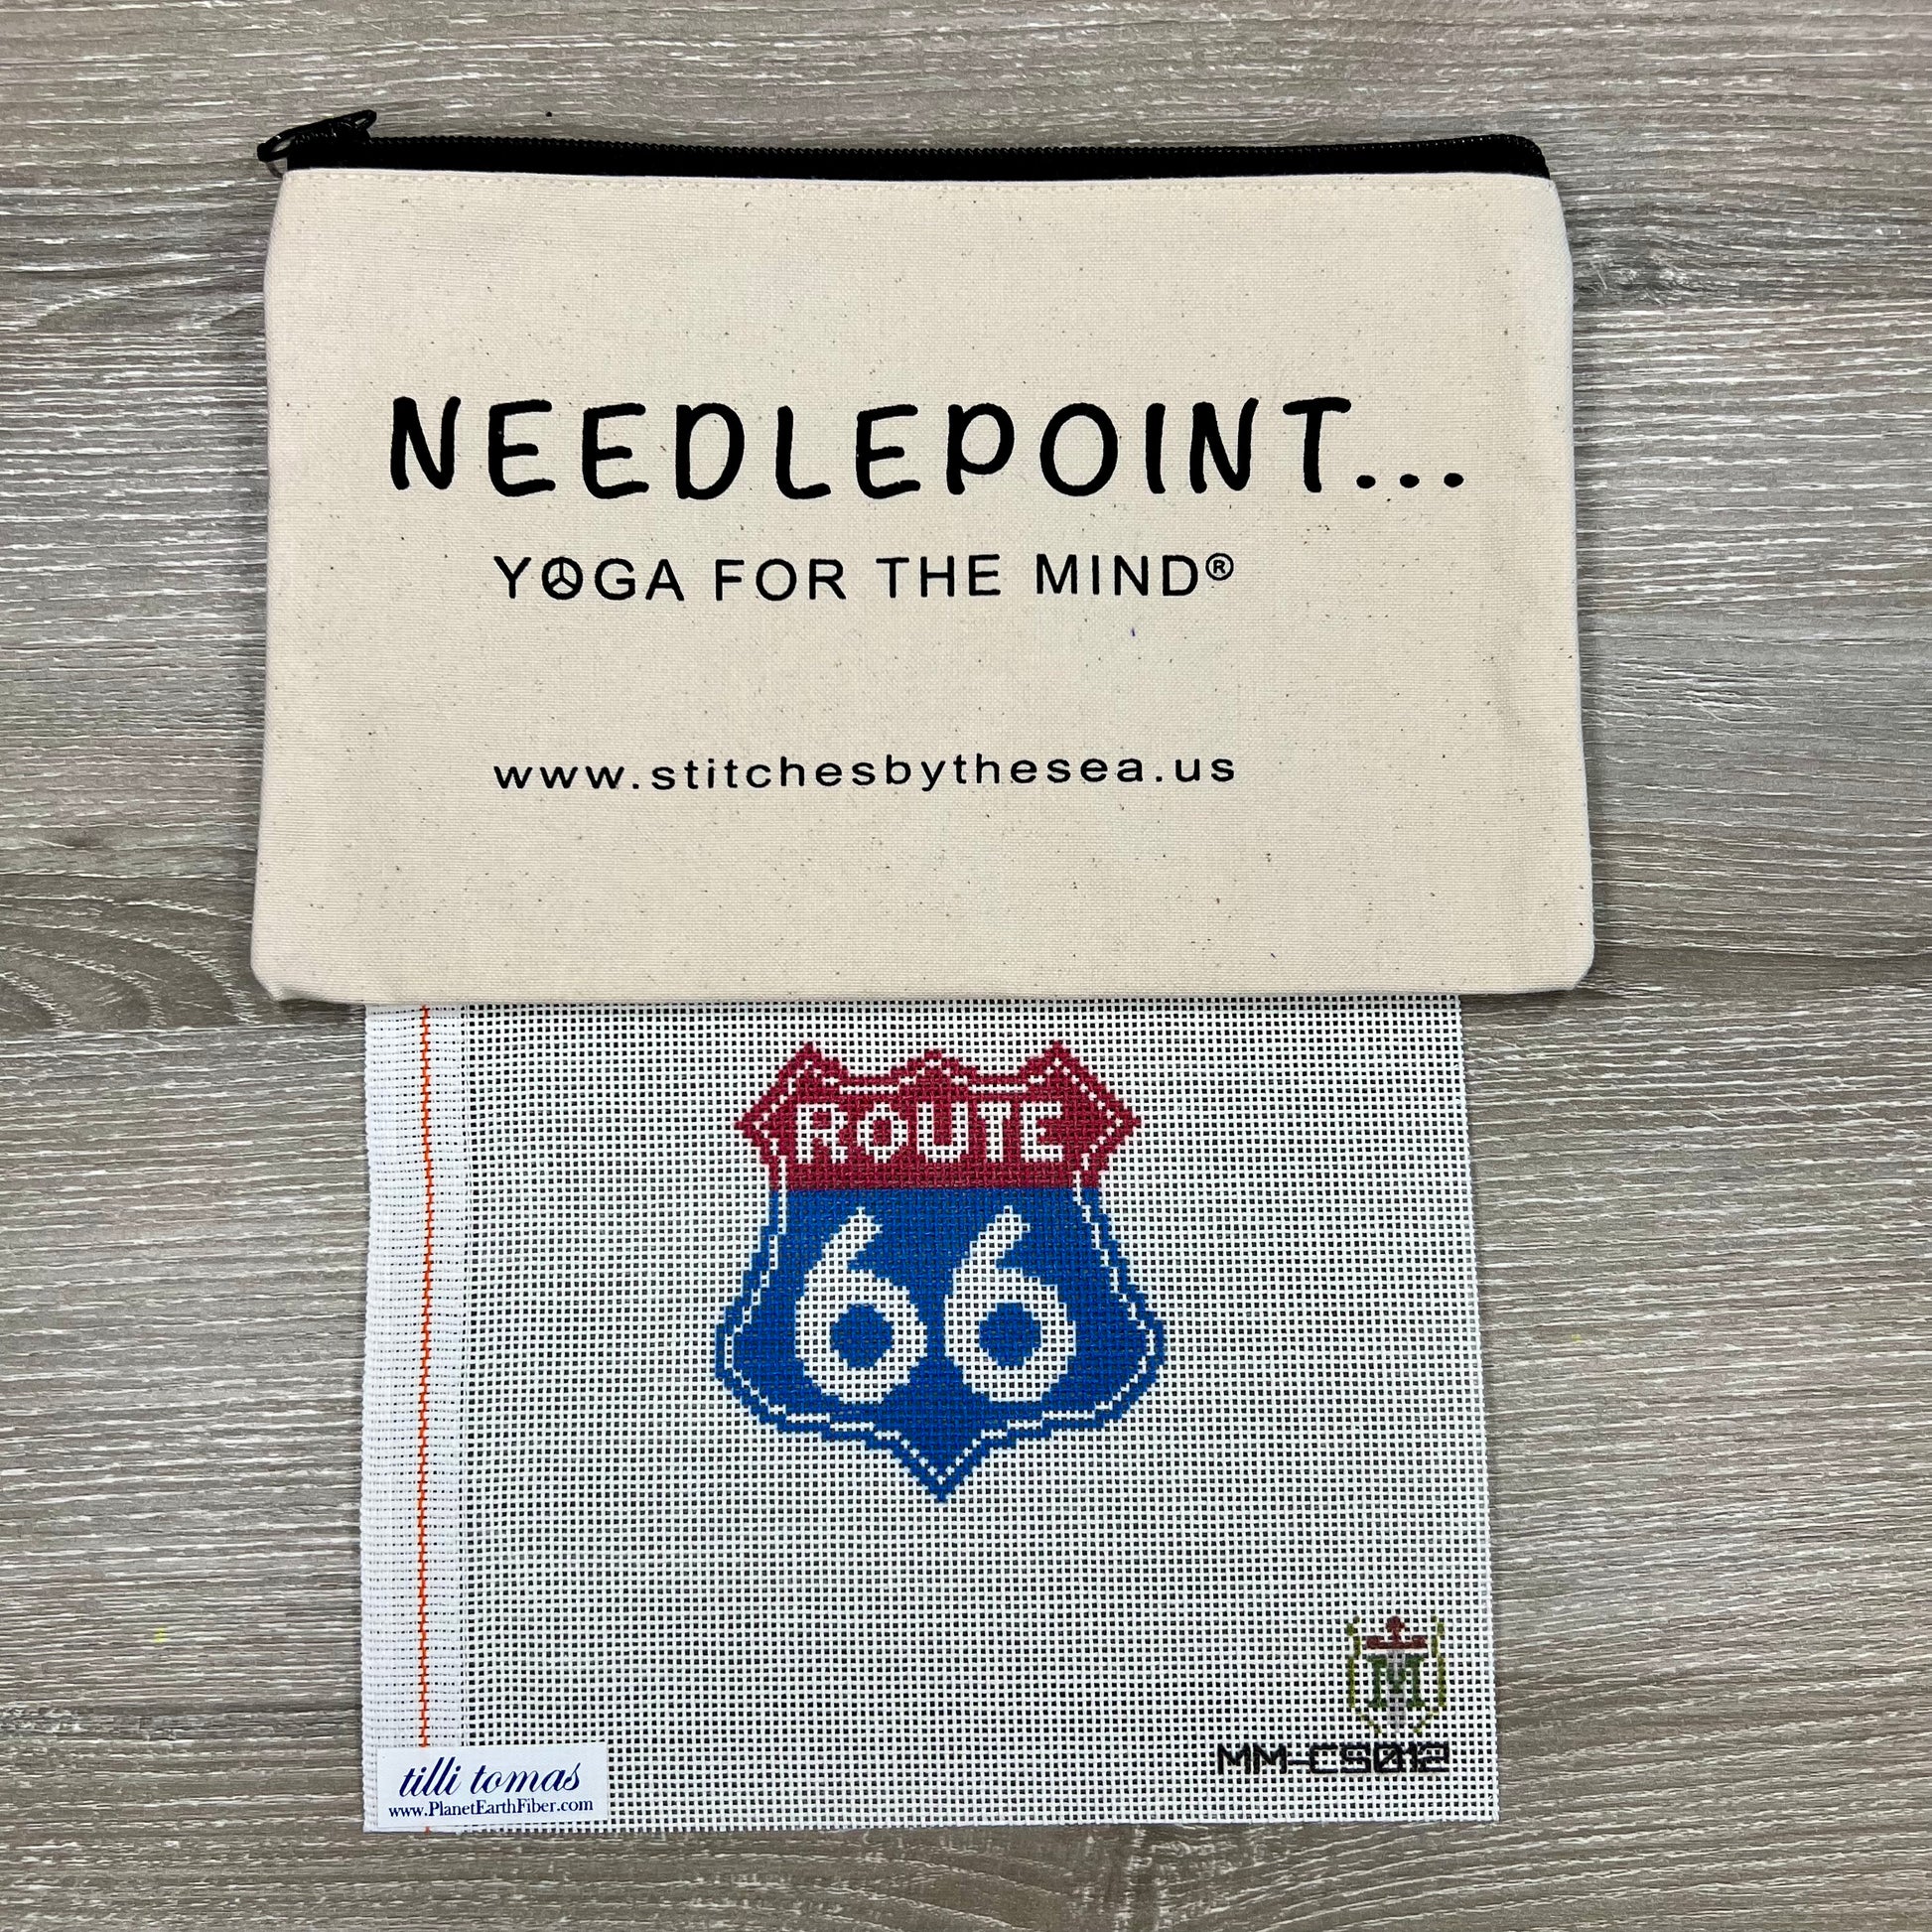 NEEDLEPOINT...
YOGA FOR THE MIND®
www.stitchesbythesea.us
ROUTE
66
M
MM-CS012
tilli tomas
www.PlanetEarthFiber.com